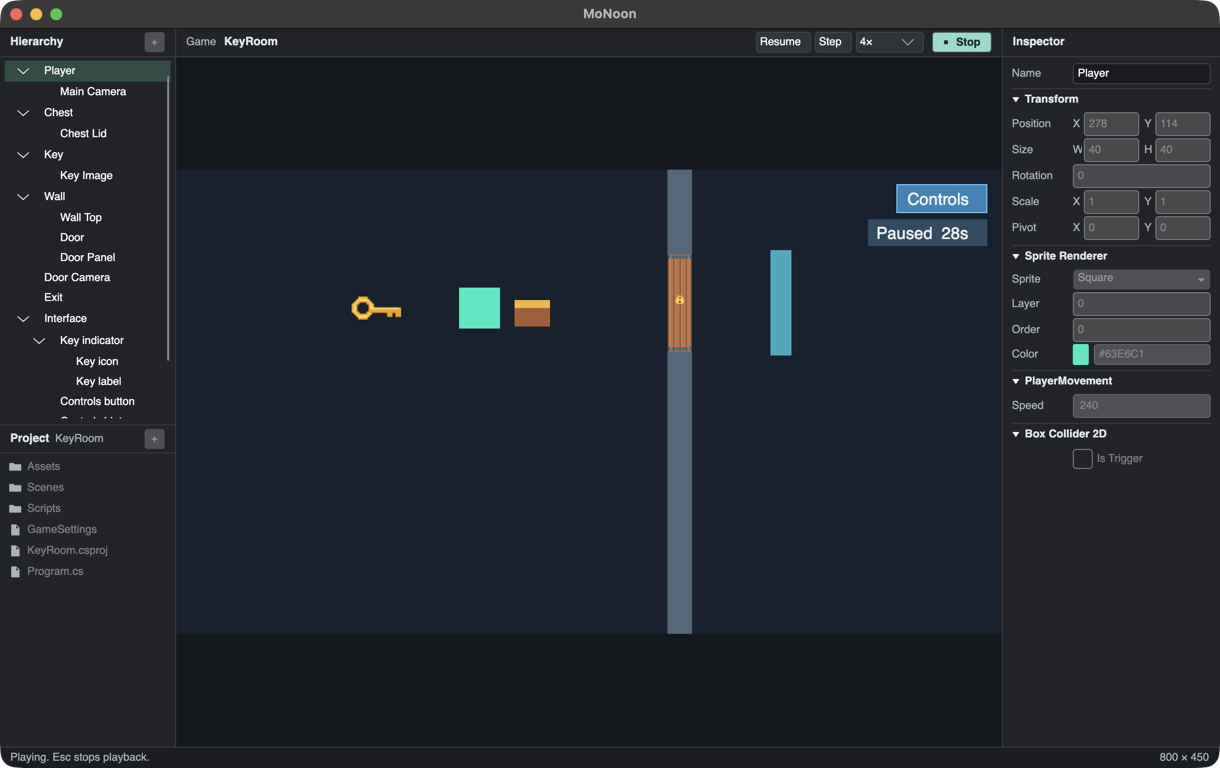 MoNoon
Hierarchy +
Game KeyRoom
Resume Step 4× Stop
Inspector
Player
Main Camera
Chest
Chest Lid
Key
Key Image
Wall
Wall Top
Door
Door Panel
Door Camera
Exit
Interface
Key indicator
Key icon
Key label
Controls button
Project KeyRoom +
Assets
Scenes
Scripts
GameSettings
KeyRoom.csproj
Program.cs
Controls
Paused 28s
Name Player
Transform
Position X 278 Y 114
Size W 40 H 40
Rotation 0
Scale X 1 Y 1
Pivot X 0 Y 0
Sprite Renderer
Sprite Square
Layer 0
Order 0
Color #63E6C1
PlayerMovement
Speed 240
Box Collider 2D
Is Trigger
Playing. Esc stops playback.
800 × 450